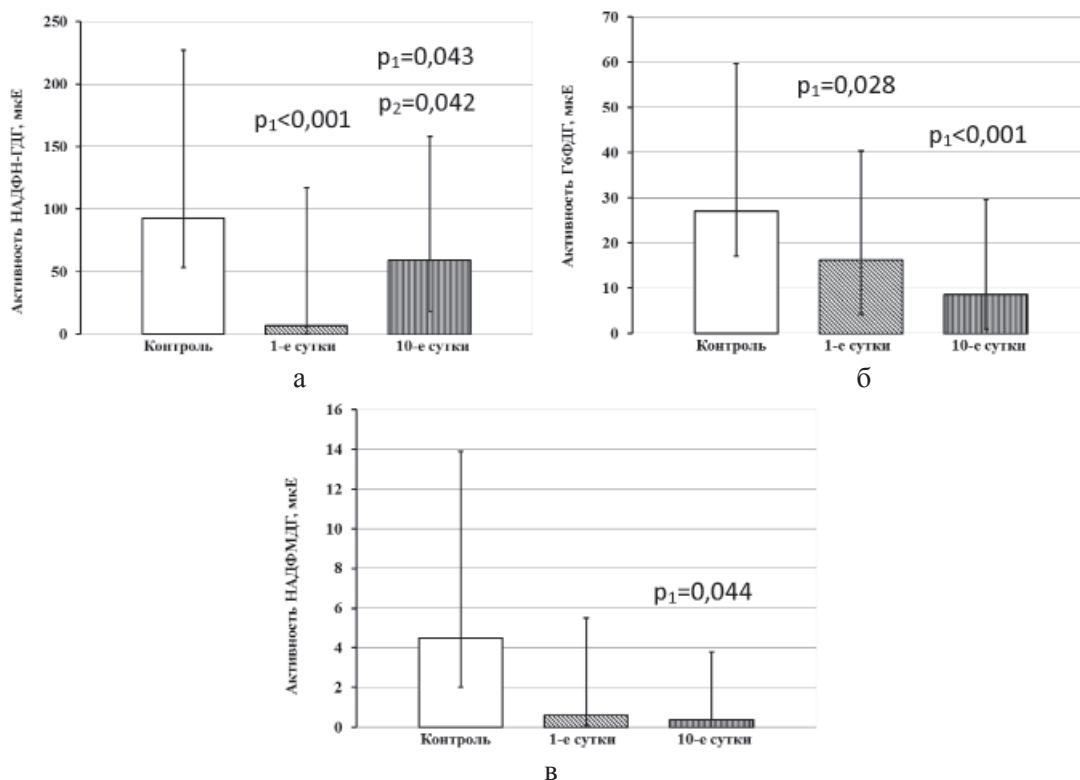 Активность НАДФН-ГДГ, мкЕ
250
200
150
100
50
0
p₁<0,001
p₁=0,043
p₂=0,042
Контроль 1-е сутки 10-е сутки
а
Активность Г6ФДГ, мкЕ
70
60
50
40
30
20
10
0
p₁=0,028
p₁<0,001
Контроль 1-е сутки 10-е сутки
б
Активность НАДФМДГ, мкЕ
16
14
12
10
8
6
4
2
0
p₁=0,044
Контроль 1-е сутки 10-е сутки
в